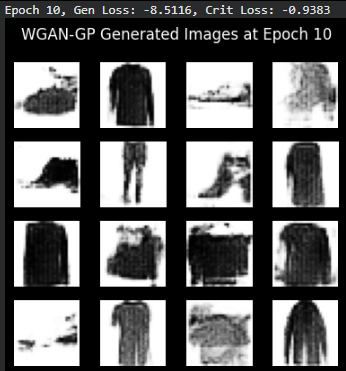 Epoch 10, Gen Loss: -8.5116, Crit Loss: -0.9383
WGAN-GP Generated Images at Epoch 10